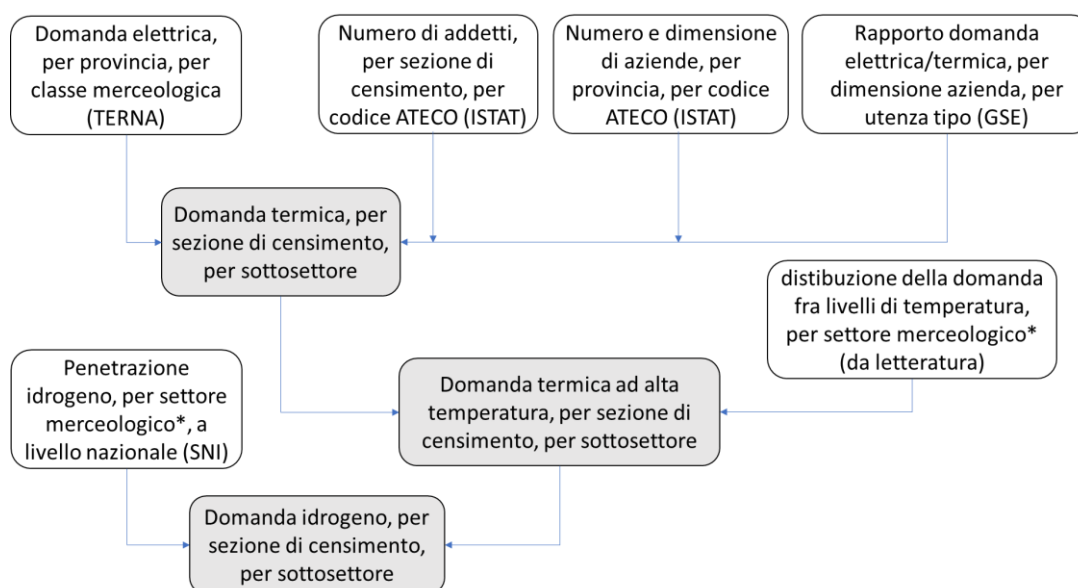 Domanda elettrica,
per provincia, per
classe merceologica
(TERNA)
Numero di addetti,
per sezione di
censimento, per
codice ATECO (ISTAT)
Numero e dimensione
di aziende, per
provincia, per codice
ATECO (ISTAT)
Rapporto domanda
elettrica/termica, per
dimensione azienda, per
utenza tipo (GSE)
Domanda termica, per
sezione di censimento,
per sottosettore
distibuzione della domanda
fra livelli di temperatura,
per settore merceologico*
(da letteratura)
Penetrazione
idrogeno, per settore
merceologico*, a
livello nazionale (SNI)
Domanda termica ad alta
temperatura, per sezione di
censimento, per sottosettore
Domanda idrogeno, per
sezione di censimento,
per sottosettore